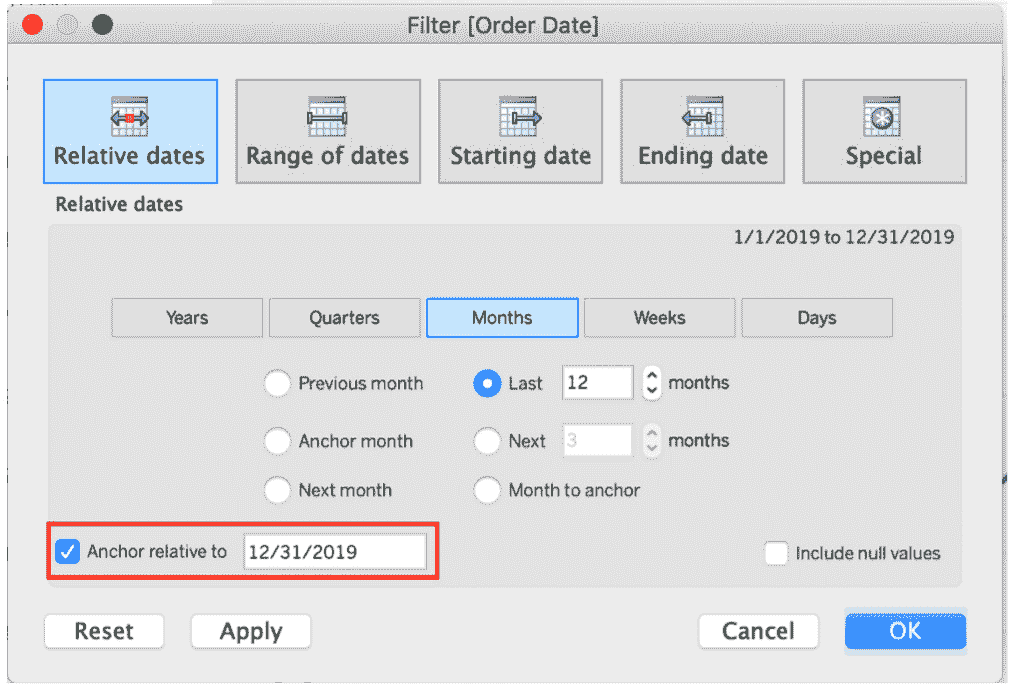 Filter [Order Date]
Relative dates
Range of dates
Starting date
Ending date
Special
Relative dates
1/1/2019 to 12/31/2019
Years
Quarters
Months
Weeks
Days
Previous month
Last 12 months
Anchor month
Next 3 months
Next month
Month to anchor
Anchor relative to 12/31/2019
Include null values
Reset
Apply
Cancel
OK